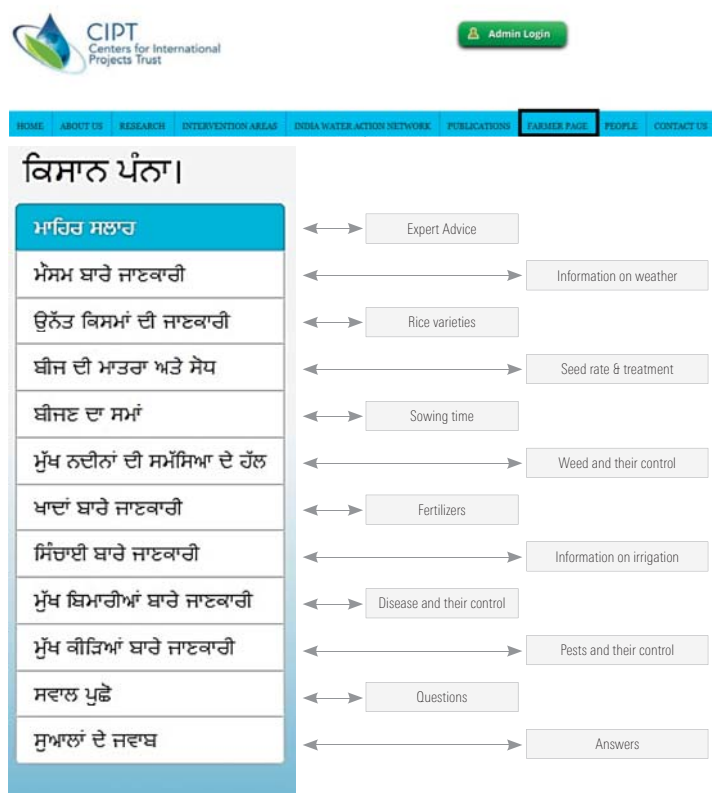 CIPT
Centers for International
Projects Trust
Admin Login
HOME ABOUT US RESEARCH INTERVENTION AREAS INDIA WATER ACTION NETWORK PUBLICATIONS FARMER PAGE PEOPLE CONTACT US
ਕਿਸਾਨ ਪੰਨਾ।
ਮਾਹਿਰ ਸਲਾਹ Expert Advice
ਮੌਸਮ ਬਾਰੇ ਜਾਣਕਾਰੀ Information on weather
ਉਨੱਤ ਕਿਸਮਾਂ ਦੀ ਜਾਣਕਾਰੀ Rice varieties
ਬੀਜ ਦੀ ਮਾਤਰਾ ਅਤੇ ਸੋਧ Seed rate & treatment
ਬੀਜਣ ਦਾ ਸਮਾਂ Sowing time
ਮੁੱਖ ਨਦੀਨਾਂ ਦੀ ਸਮੱਸਿਆ ਦੇ ਹੱਲ Weed and their control
ਖਾਦਾਂ ਬਾਰੇ ਜਾਣਕਾਰੀ Fertilizers
ਸਿੰਚਾਈ ਬਾਰੇ ਜਾਣਕਾਰੀ Information on irrigation
ਮੁੱਖ ਬਿਮਾਰੀਆਂ ਬਾਰੇ ਜਾਣਕਾਰੀ Disease and their control
ਮੁੱਖ ਕੀੜਿਆਂ ਬਾਰੇ ਜਾਣਕਾਰੀ Pests and their control
ਸਵਾਲ ਪੁਛੋ Questions
ਸੁਆਲਾਂ ਦੇ ਜਵਾਬ Answers